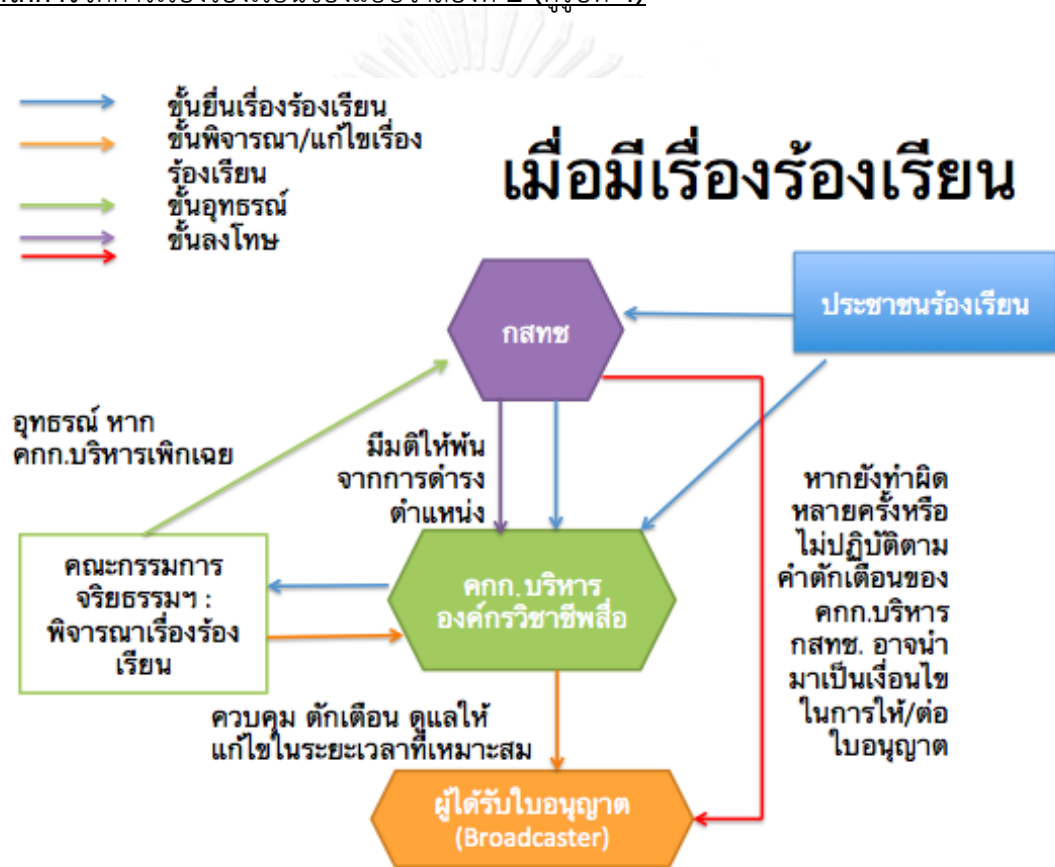 ขั้นยื่นเรื่องร้องเรียน
ขั้นพิจารณา/แก้ไขเรื่อง
ร้องเรียน
ขั้นอุทธรณ์
ขั้นลงโทษ
เมื่อมีเรื่องร้องเรียน
กสทช
ประชาชนร้องเรียน
อุทธรณ์ หาก
คกก.บริหารเพิกเฉย
มีมติให้พ้น
จากการดำรง
ตำแหน่ง
หากยังทำผิด
หลายครั้งหรือ
ไม่ปฏิบัติตาม
คำตักเตือนของ
คกก.บริหาร
กสทช. อาจนำ
มาเป็นเงื่อนไข
ในการให้/ต่อ
ใบอนุญาต
คณะกรรมการ
จริยธรรมฯ :
พิจารณาเรื่องร้อง
เรียน
คกก.บริหาร
องค์กรวิชาชีพสื่อ
ควบคุม ตักเตือน ดูแลให้
แก้ไขในระยะเวลาที่เหมาะสม
ผู้ได้รับใบอนุญาต
(Broadcaster)